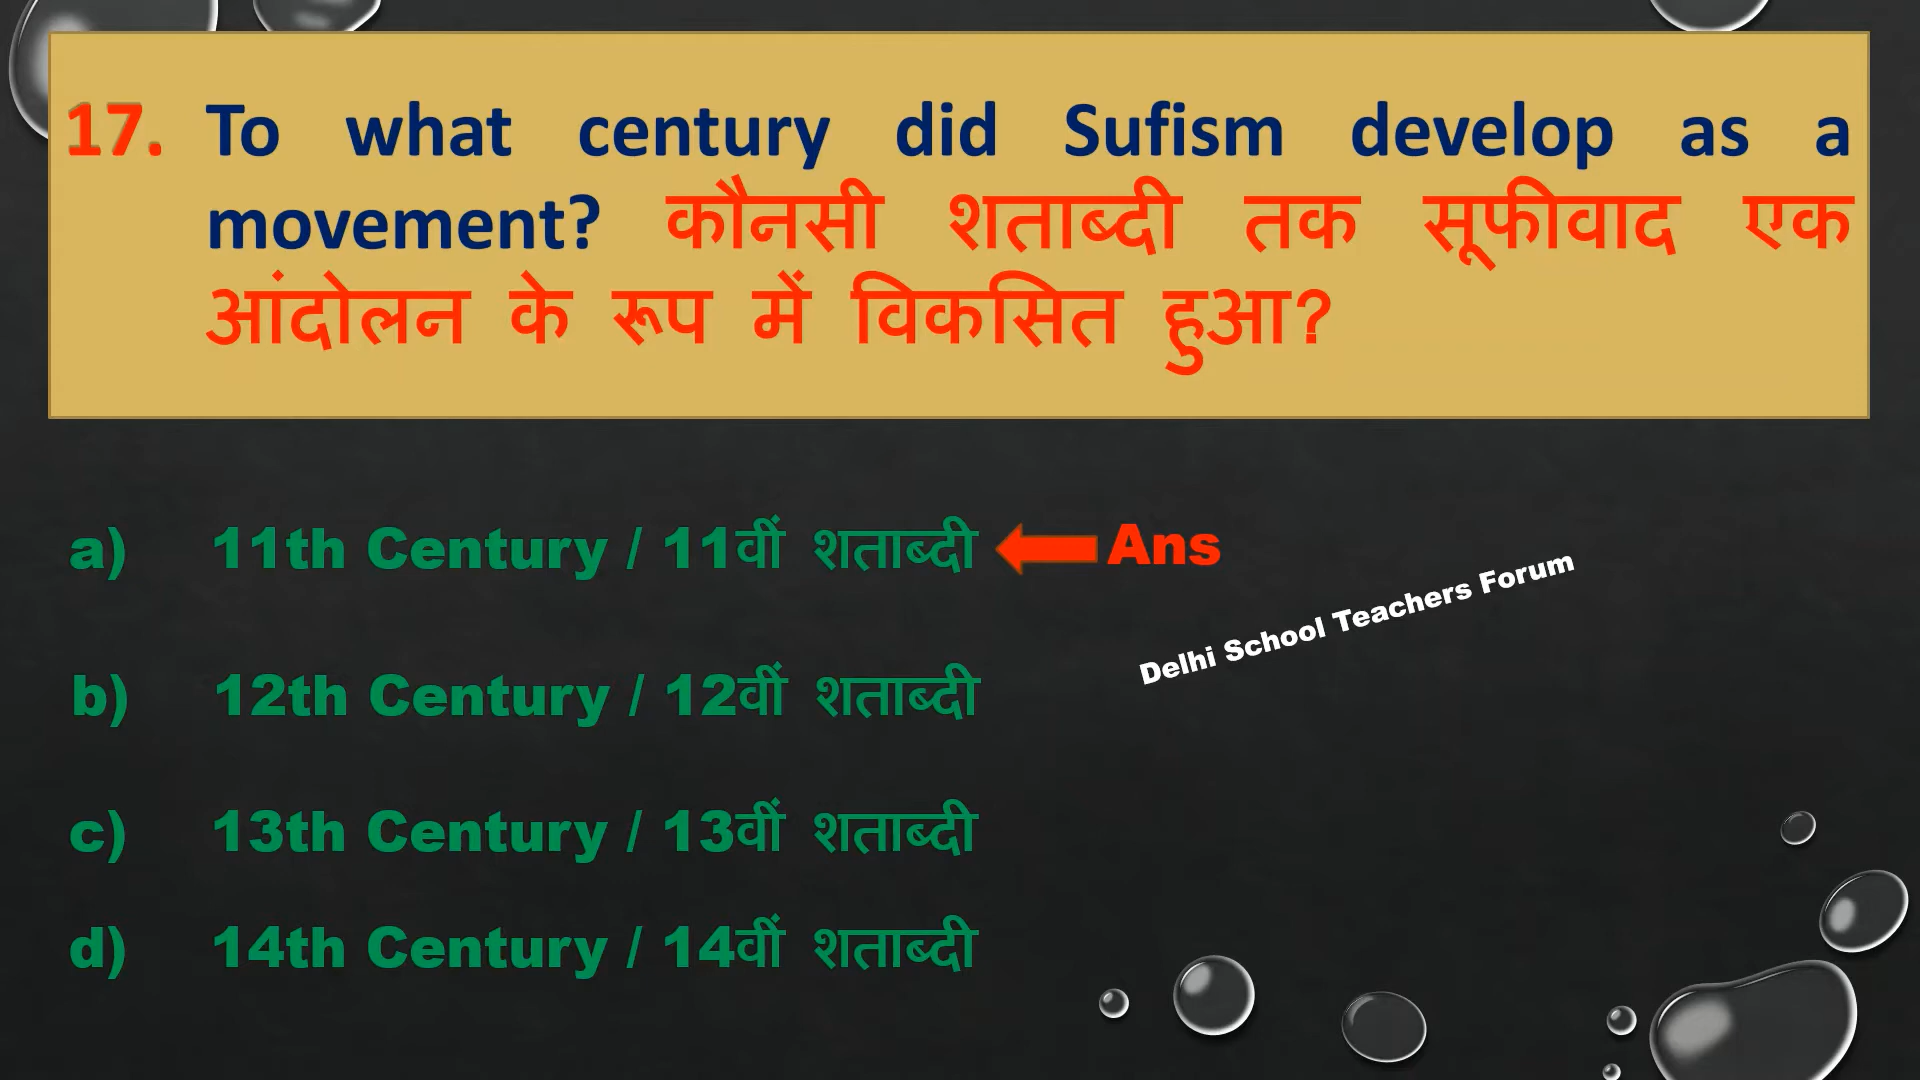 17. To what century did Sufism develop as a
movement? कौनसी शताब्दी तक सूफीवाद एक
आंदोलन के रूप में विकसित हुआ?
a) 11th Century / 11वीं शताब्दी Ans
Delhi School Teachers Forum
b) 12th Century / 12वीं शताब्दी
c) 13th Century / 13वीं शताब्दी
d) 14th Century / 14वीं शताब्दी